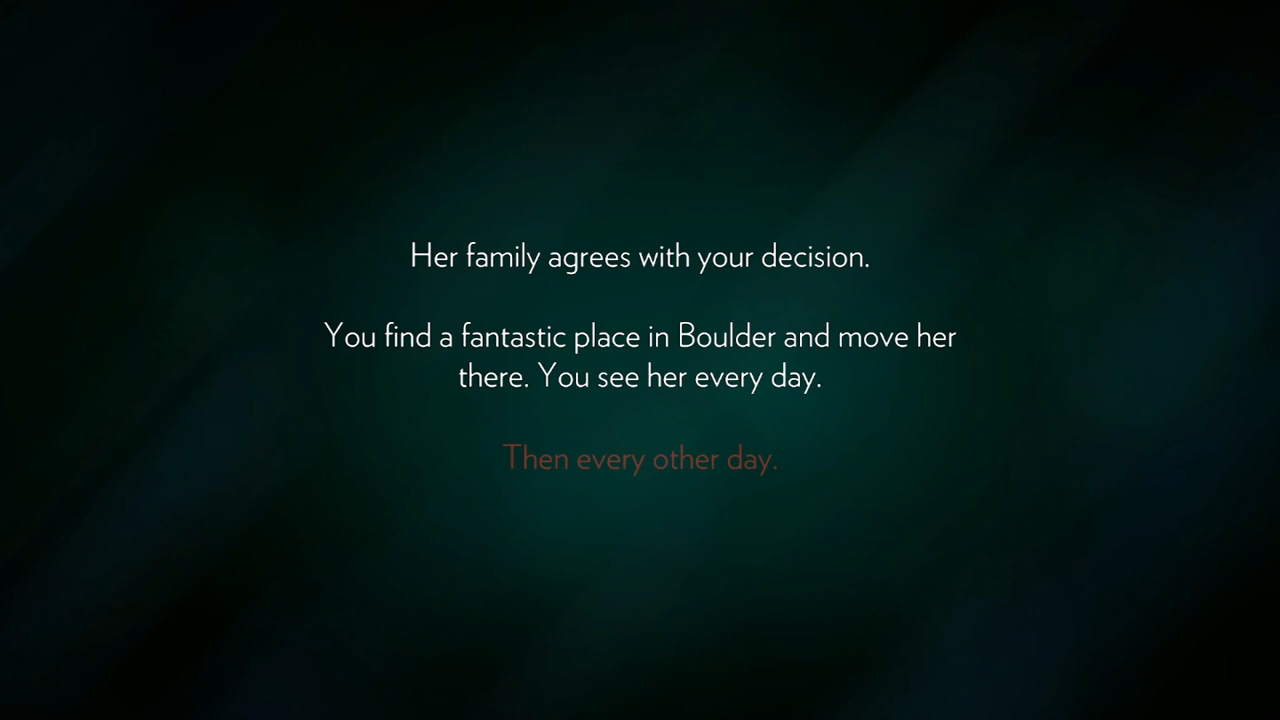 Her family agrees with your decision.
You find a fantastic place in Boulder and move her
there. You see her every day.
Then every other day.